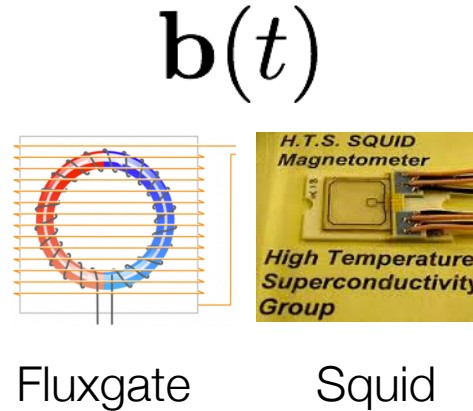 b(t)
H.T.S. SQUID
Magnetometer
High Temperature
Superconductivity
Group
Fluxgate
Squid